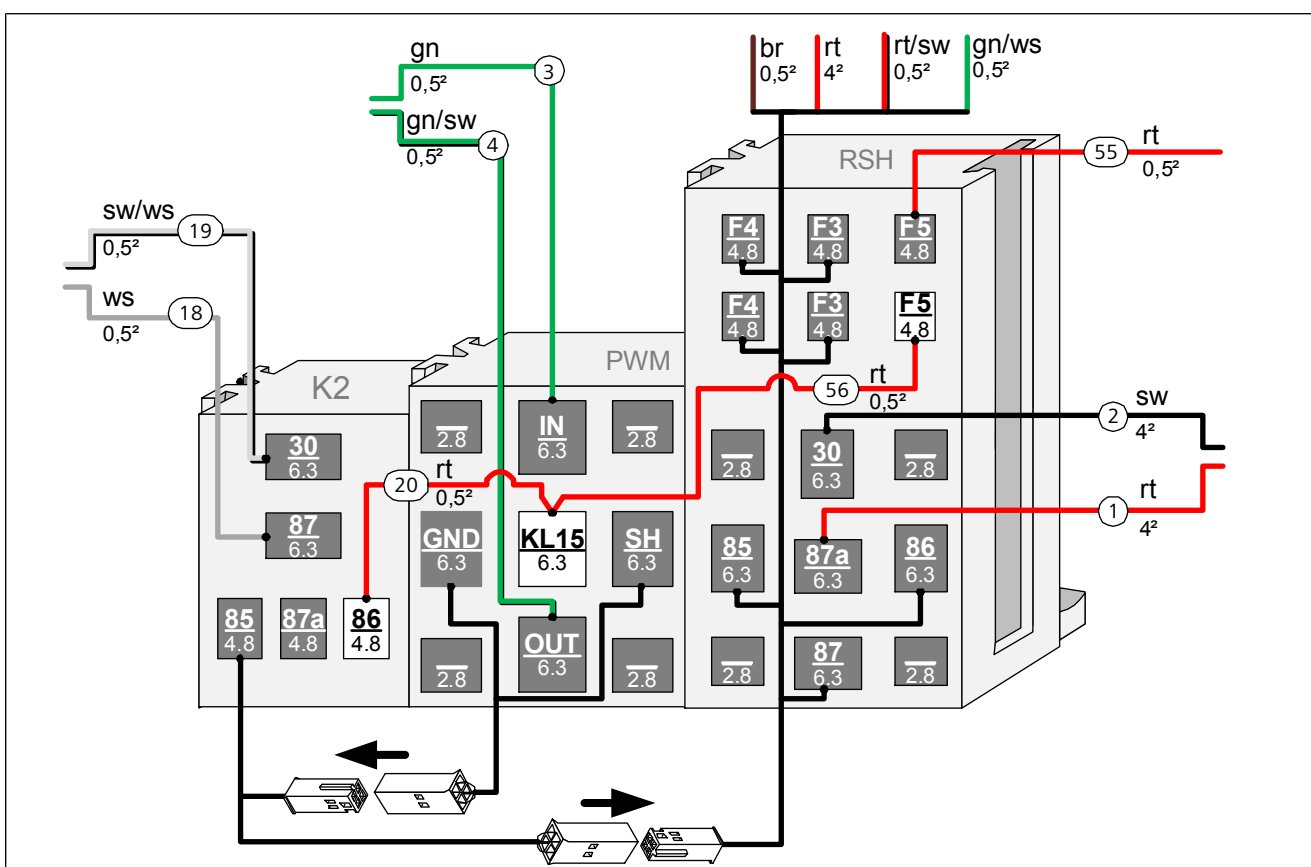 gn
0,5²
3
gn/sw
0,5²
4
br
0,5²
rt
4²
rt/sw
0,5²
gn/ws
0,5²
RSH
55
rt
0,5²
sw/ws
0,5²
19
ws
0,5²
18
F4
4.8
F3
4.8
F5
4.8
F4
4.8
F3
4.8
F5
4.8
K2
PWM
56
rt
0,5²
2
sw
4²
1
rt
4²
30
6.3
87
6.3
85
4.8
87a
4.8
86
4.8
20
rt
0,5²
2.8
IN
6.3
2.8
GND
6.3
KL15
6.3
SH
6.3
2.8
OUT
6.3
2.8
2.8
30
6.3
2.8
85
6.3
87a
6.3
86
6.3
2.8
87
6.3
2.8